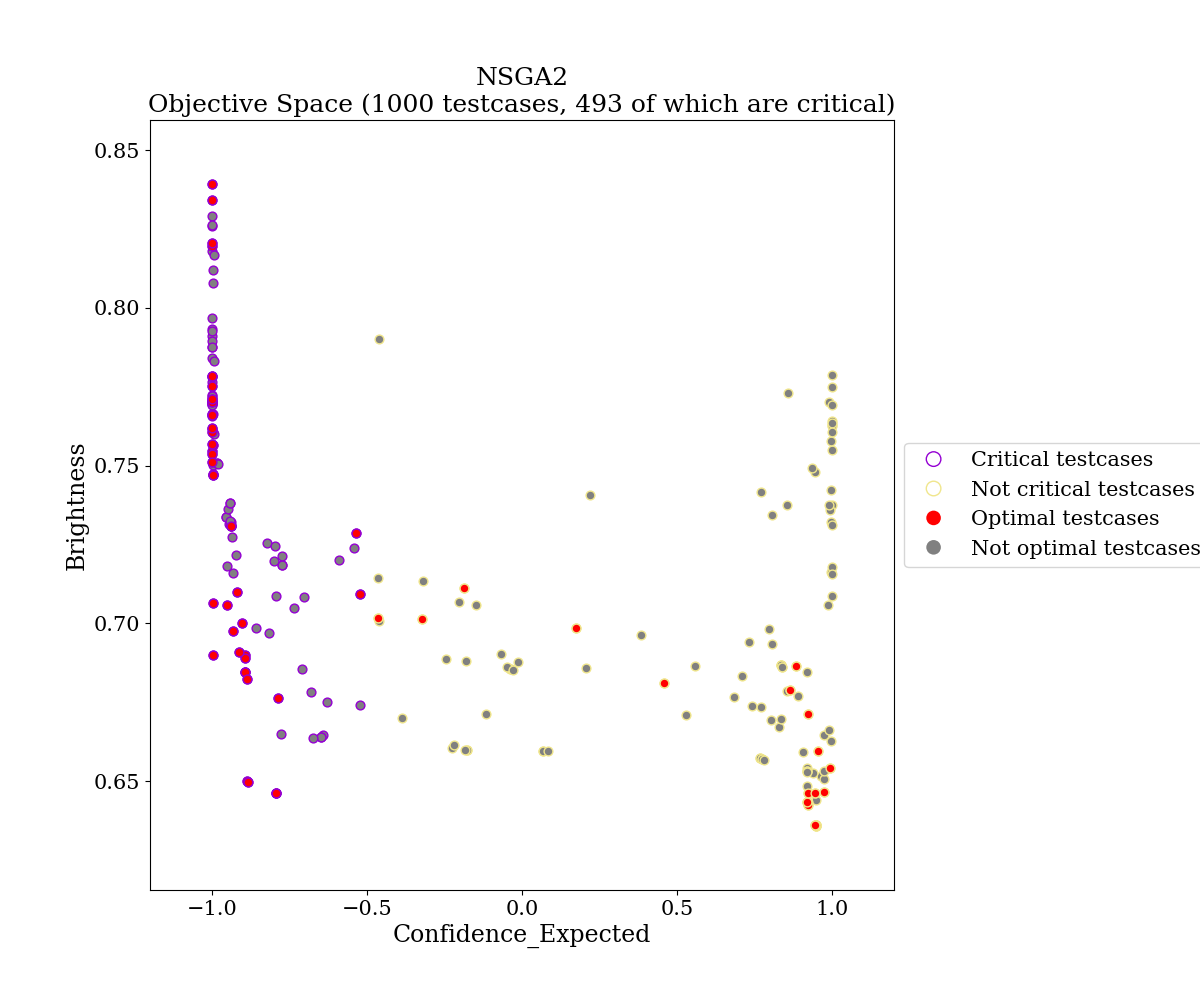 NSGA2
Objective Space (1000 testcases, 493 of which are critical)
0.85
0.80
0.75
0.70
0.65
Brightness
−1.0
−0.5
0.0
0.5
1.0
Confidence_Expected
Critical testcases
Not critical testcases
Optimal testcases
Not optimal testcases